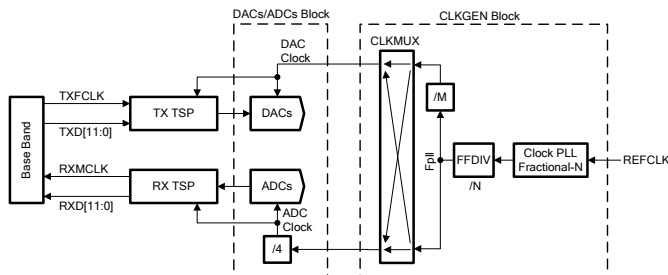 DACs/ADCs Block
CLKGEN Block
DAC
Clock
CLKMUX
TXFCLK
TX TSP
DACs
/M
TXD[11:0]
Base Band
Fpll
FFDIV
/N
Clock PLL
Fractional-N
REFCLK
RXMCLK
RX TSP
ADCs
RXD[11:0]
ADC
Clock
/4